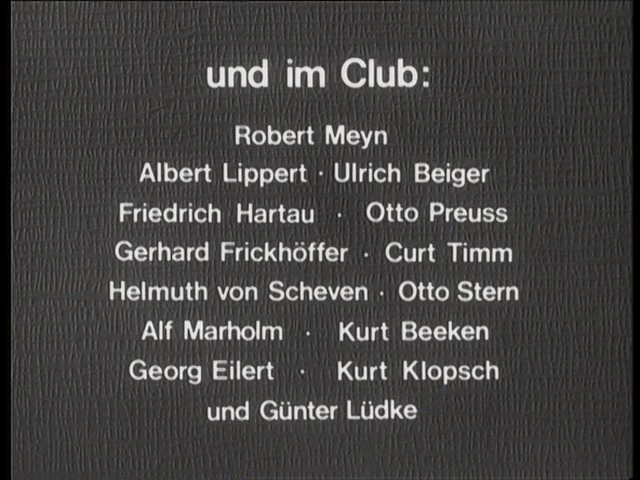 und im Club:
Robert Meyn
Albert Lippert · Ulrich Beiger
Friedrich Hartau · Otto Preuss
Gerhard Frickhöffer · Curt Timm
Helmuth von Scheven · Otto Stern
Alf Marholm · Kurt Beeken
Georg Eilert · Kurt Klopsch
und Günter Lüdke